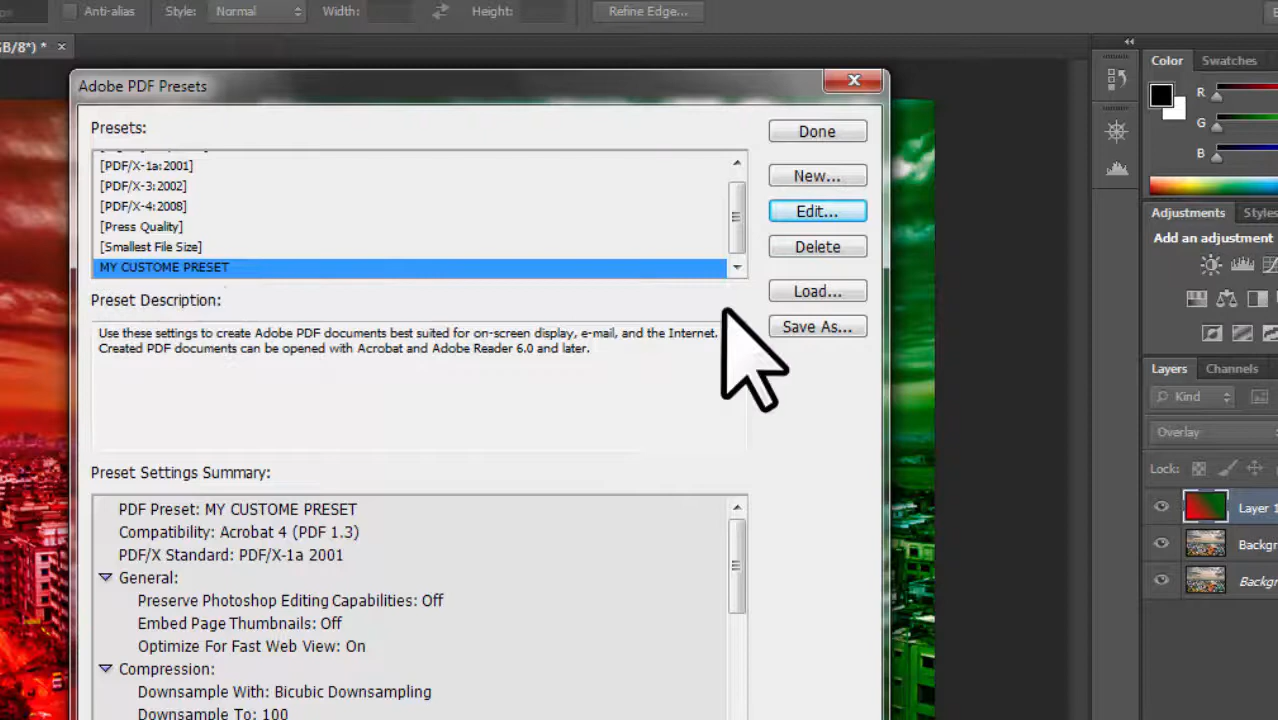 Anti-alias Style: Normal Width: Height: Refine Edge...
GB/8*) * ×
Color Swatches
R
G
B
Adobe PDF Presets
Presets:
[PDF/X-1a:2001]
[PDF/X-3:2002]
[PDF/X-4:2008]
[Press Quality]
[Smallest File Size]
MY CUSTOME PRESET
Done
New...
Edit...
Delete
Load...
Save As...
Preset Description:
Use these settings to create Adobe PDF documents best suited for on-screen display, e-mail, and the Internet.
Created PDF documents can be opened with Acrobat and Adobe Reader 6.0 and later.
Preset Settings Summary:
PDF Preset: MY CUSTOME PRESET
Compatibility: Acrobat 4 (PDF 1.3)
PDF/X Standard: PDF/X-1a 2001
General:
Preserve Photoshop Editing Capabilities: Off
Embed Page Thumbnails: Off
Optimize For Fast Web View: On
Compression:
Downsample With: Bicubic Downsampling
Downsample To: 100
Adjustments Styles
Add an adjustment
Layers Channels
Kind
Overlay
Lock:
Layer 1
Backgr
Backgr